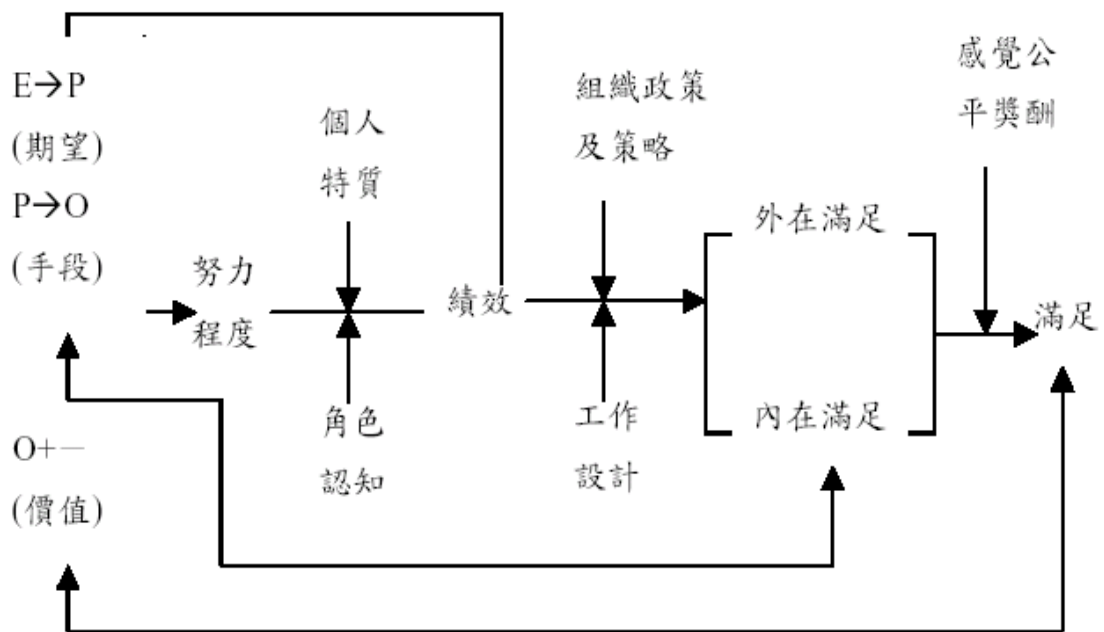 E→P
(期望)
P→O
(手段)
O+—
(價值)
努力
程度
個人
特質
角色
認知
績效
組織政策
及策略
工作
設計
外在滿足
內在滿足
感覺公
平獎酬
滿足